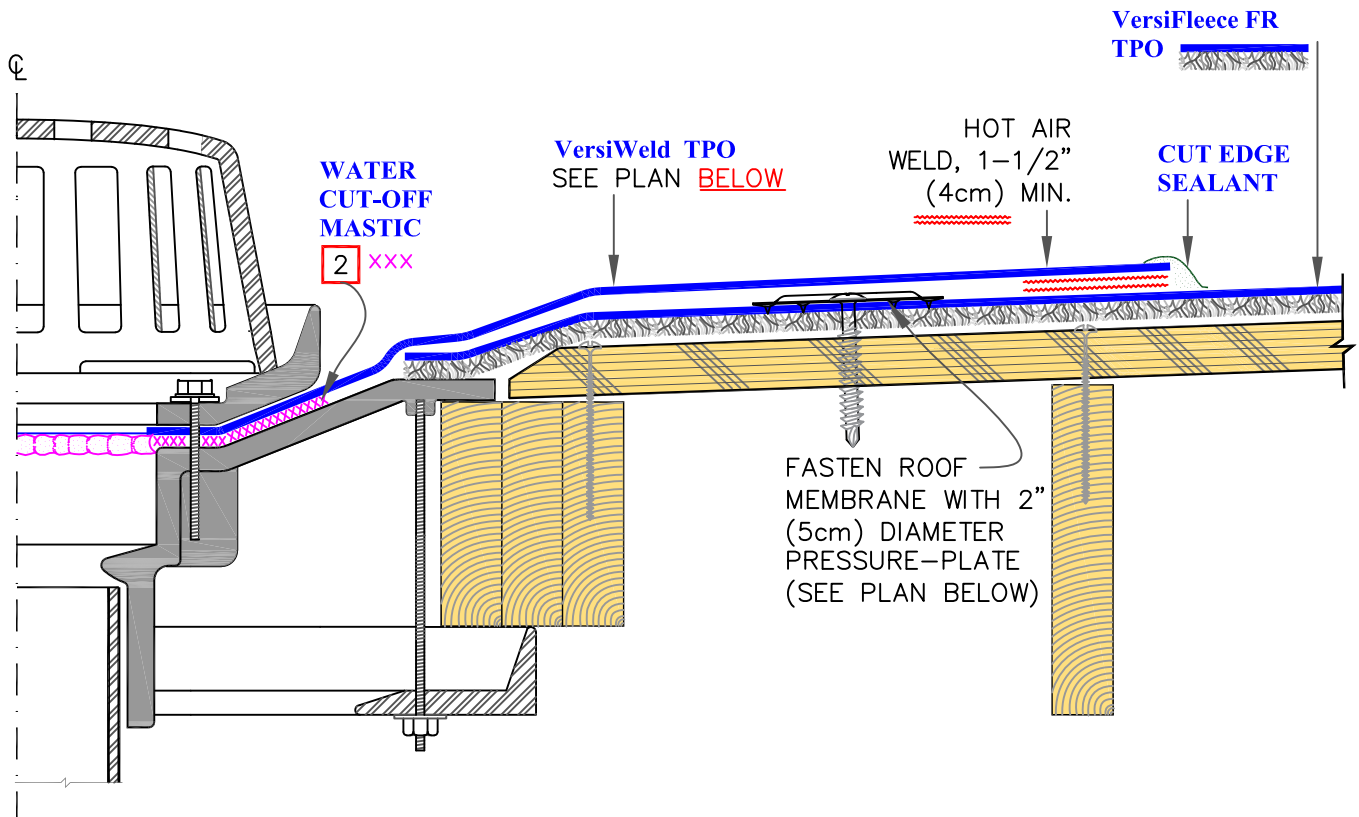 VersiFleece FR
TPO
℄
HOT AIR
WELD, 1-1/2"
(4cm) MIN.
VersiWeld TPO
SEE PLAN BELOW
CUT EDGE
SEALANT
WATER
CUT-OFF
MASTIC
2 XXX
FASTEN ROOF
MEMBRANE WITH 2"
(5cm) DIAMETER
PRESSURE-PLATE
(SEE PLAN BELOW)